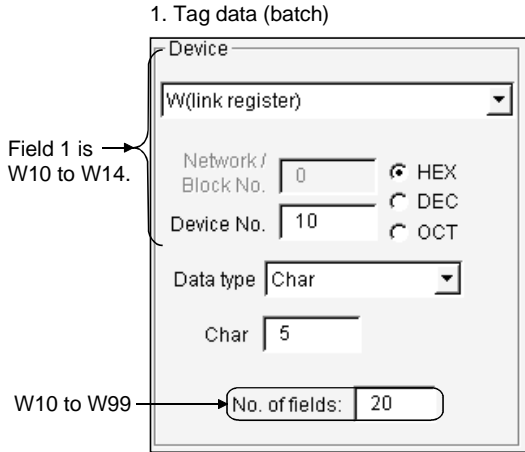 1. Tag data (batch)
Device
W(link register)
Field 1 is
W10 to W14.
Network /
Block No.
0
HEX
DEC
Device No.
10
OCT
Data type
Char
Char
5
W10 to W99
No. of fields:
20